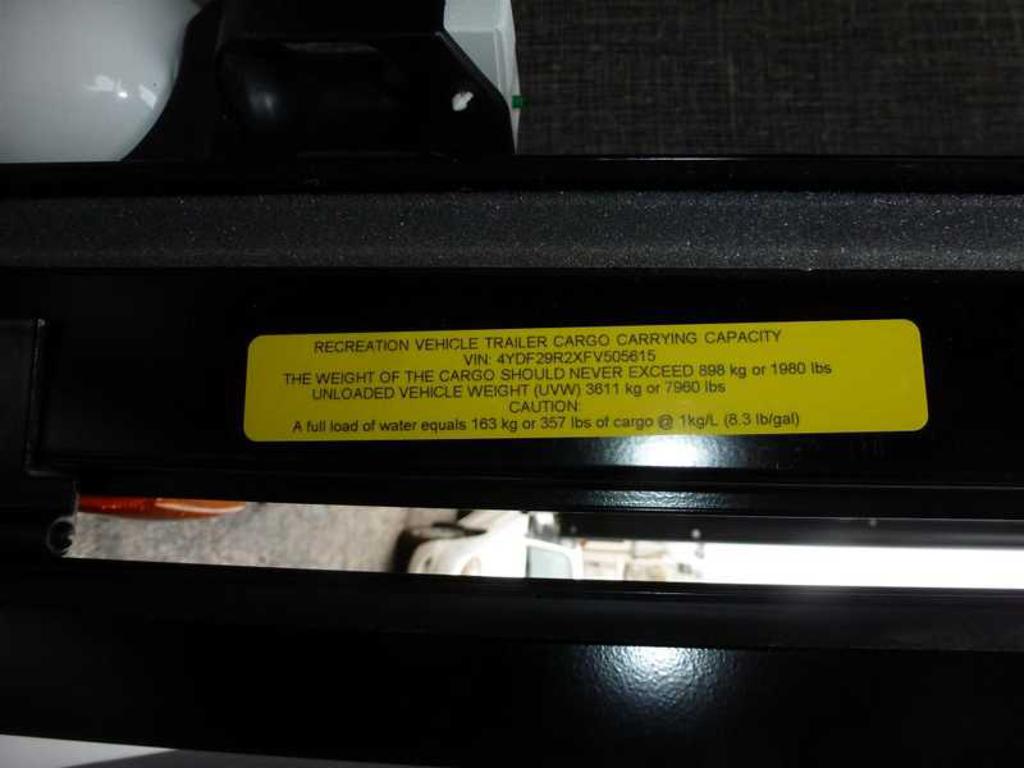 RECREATION VEHICLE TRAILER CARGO CARRYING CAPACITY
VIN: 4YDF29R2XFV505615
THE WEIGHT OF THE CARGO SHOULD NEVER EXCEED 898 kg or 1980 lbs
UNLOADED VEHICLE WEIGHT (UVW) 3611 kg or 7960 lbs
CAUTION:
A full load of water equals 163 kg or 357 lbs of cargo @ 1kg/L (8.3 lb/gal)